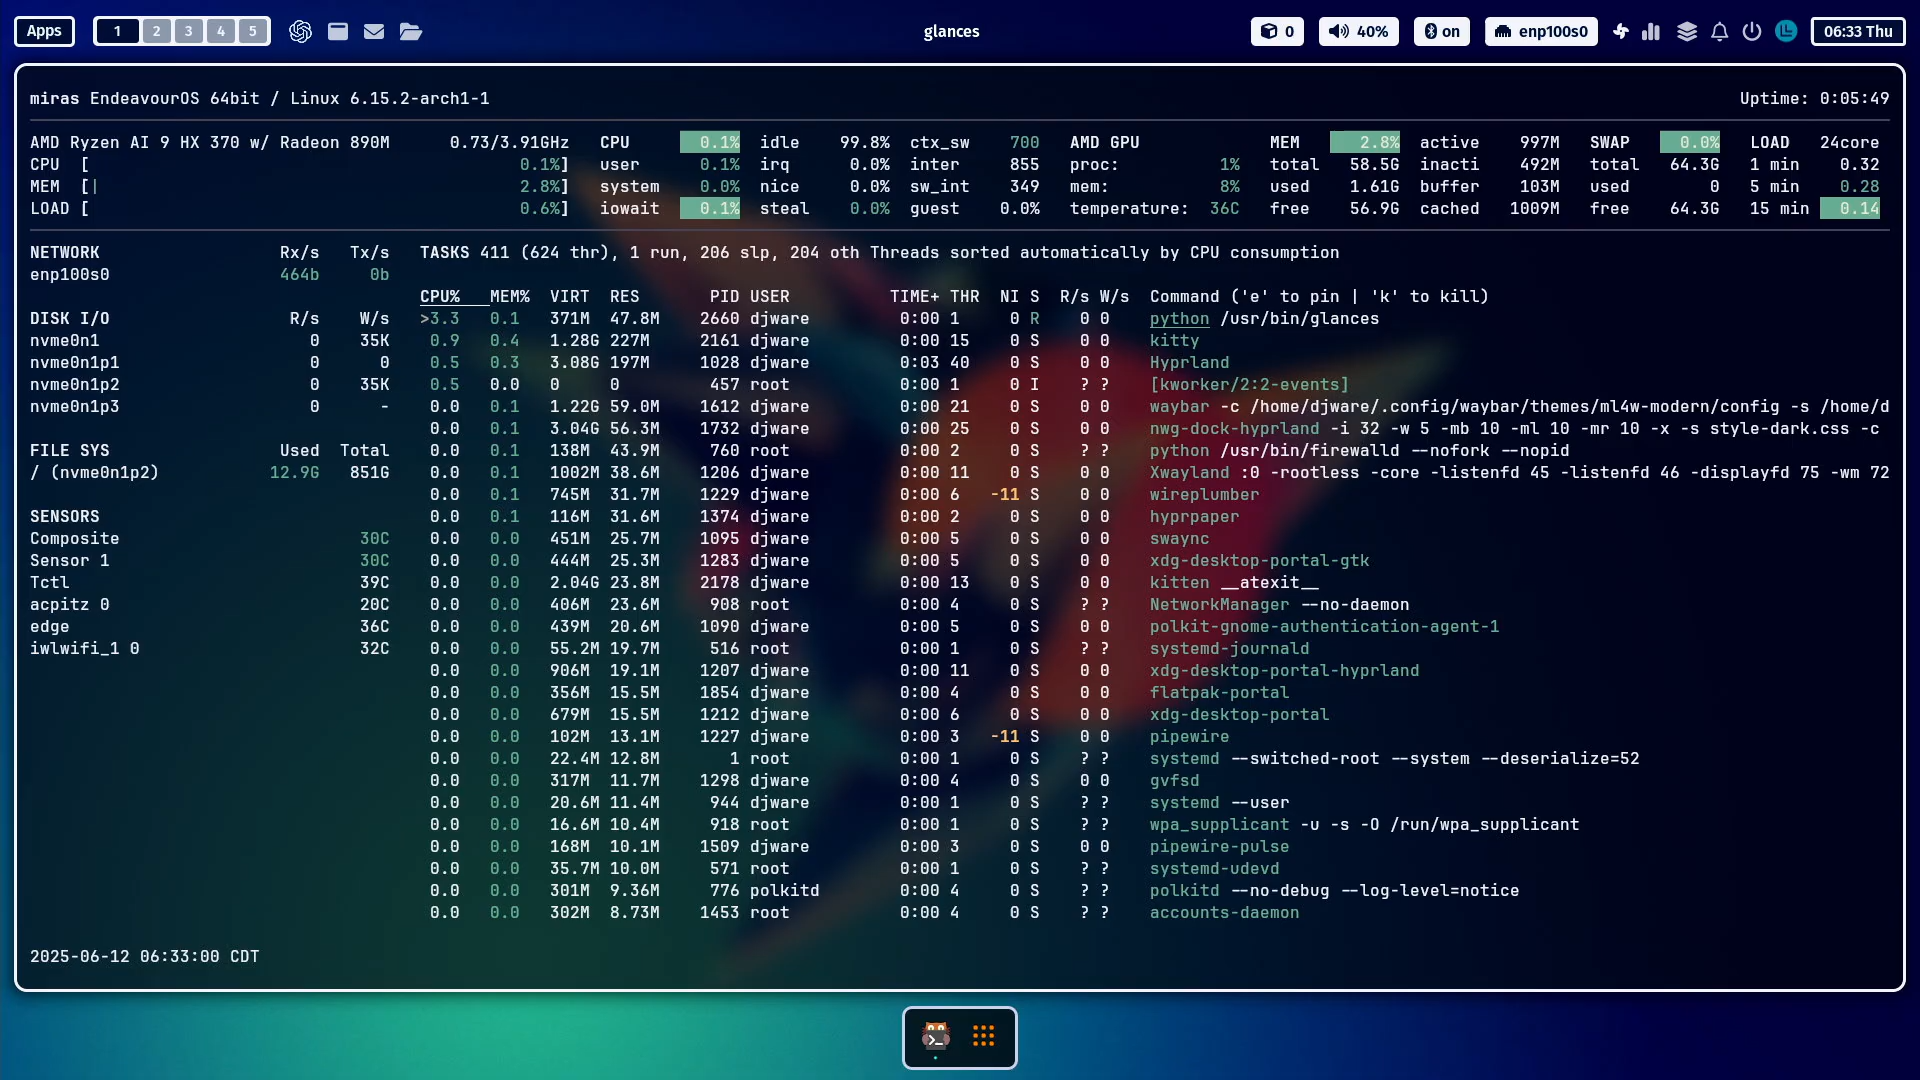 Apps 1 2 3 4 5 glances 0 40% on enp100s0 06:33 Thu
miras EndeavourOS 64bit / Linux 6.15.2-arch1-1 Uptime: 0:05:49
AMD Ryzen AI 9 HX 370 w/ Radeon 890M 0.73/3.91GHz CPU 0.1% idle 99.8% ctx_sw 700 AMD GPU MEM 2.8% active 997M SWAP 0.0% LOAD 24core
CPU [ 0.1%] user 0.1% irq 0.0% inter 855 proc: 1% total 58.5G inacti 492M total 64.3G 1 min 0.32
MEM [| 2.8%] system 0.0% nice 0.0% sw_int 349 mem: 8% used 1.61G buffer 103M used 0 5 min 0.28
LOAD [ 0.6%] iowait 0.1% steal 0.0% guest 0.0% temperature: 36C free 56.9G cached 1009M free 64.3G 15 min 0.14
NETWORK Rx/s Tx/s TASKS 411 (624 thr), 1 run, 206 slp, 204 oth Threads sorted automatically by CPU consumption
enp100s0 464b 0b
CPU% MEM% VIRT RES PID USER TIME+ THR NI S R/s W/s Command ('e' to pin | 'k' to kill)
DISK I/O R/s W/s >3.3 0.1 371M 47.8M 2660 djware 0:00 1 0 R 0 0 python /usr/bin/glances
nvme0n1 0 35K 0.9 0.4 1.28G 227M 2161 djware 0:00 15 0 S 0 0 kitty
nvme0n1p1 0 0 0.5 0.3 3.08G 197M 1028 djware 0:03 40 0 S 0 0 Hyprland
nvme0n1p2 0 35K 0.5 0.0 0 0 457 root 0:00 1 0 I ? ? [kworker/2:2-events]
nvme0n1p3 0 - 0.0 0.1 1.22G 59.0M 1612 djware 0:00 21 0 S 0 0 waybar -c /home/djware/.config/waybar/themes/ml4w-modern/config -s /home/d
0.0 0.1 3.04G 56.3M 1732 djware 0:00 25 0 S 0 0 nwg-dock-hyprland -i 32 -w 5 -mb 10 -ml 10 -mr 10 -x -s style-dark.css -c
FILE SYS Used Total 0.0 0.1 138M 43.9M 760 root 0:00 2 0 S ? ? python /usr/bin/firewalld --nofork --nopid
/ (nvme0n1p2) 12.9G 851G 0.0 0.1 1002M 38.6M 1206 djware 0:00 11 0 S 0 0 Xwayland :0 -rootless -core -listenfd 45 -listenfd 46 -displayfd 75 -wm 72
0.0 0.1 745M 31.7M 1229 djware 0:00 6 -11 S 0 0 wireplumber
SENSORS 0.0 0.1 116M 31.6M 1374 djware 0:00 2 0 S 0 0 hyprpaper
Composite 30C 0.0 0.0 451M 25.7M 1095 djware 0:00 5 0 S 0 0 swaync
Sensor 1 30C 0.0 0.0 444M 25.3M 1283 djware 0:00 5 0 S 0 0 xdg-desktop-portal-gtk
Tctl 39C 0.0 0.0 2.04G 23.8M 2178 djware 0:00 13 0 S 0 0 kitten __atexit__
acpitz 0 20C 0.0 0.0 406M 23.6M 908 root 0:00 4 0 S ? ? NetworkManager --no-daemon
edge 36C 0.0 0.0 439M 20.6M 1090 djware 0:00 5 0 S 0 0 polkit-gnome-authentication-agent-1
iwlwifi_1 0 32C 0.0 0.0 55.2M 19.7M 516 root 0:00 1 0 S ? ? systemd-journald
0.0 0.0 906M 19.1M 1207 djware 0:00 11 0 S 0 0 xdg-desktop-portal-hyprland
0.0 0.0 356M 15.5M 1854 djware 0:00 4 0 S 0 0 flatpak-portal
0.0 0.0 679M 15.5M 1212 djware 0:00 6 0 S 0 0 xdg-desktop-portal
0.0 0.0 102M 13.1M 1227 djware 0:00 3 -11 S 0 0 pipewire
0.0 0.0 22.4M 12.8M 1 root 0:00 1 0 S ? ? systemd --switched-root --system --deserialize=52
0.0 0.0 317M 11.7M 1298 djware 0:00 4 0 S 0 0 gvfsd
0.0 0.0 20.6M 11.4M 944 djware 0:00 1 0 S ? ? systemd --user
0.0 0.0 16.6M 10.4M 918 root 0:00 1 0 S ? ? wpa_supplicant -u -s -O /run/wpa_supplicant
0.0 0.0 168M 10.1M 1509 djware 0:00 3 0 S 0 0 pipewire-pulse
0.0 0.0 35.7M 10.0M 571 root 0:00 1 0 S ? ? systemd-udevd
0.0 0.0 301M 9.36M 776 polkitd 0:00 4 0 S ? ? polkitd --no-debug --log-level=notice
0.0 0.0 302M 8.73M 1453 root 0:00 4 0 S ? ? accounts-daemon
2025-06-12 06:33:00 CDT